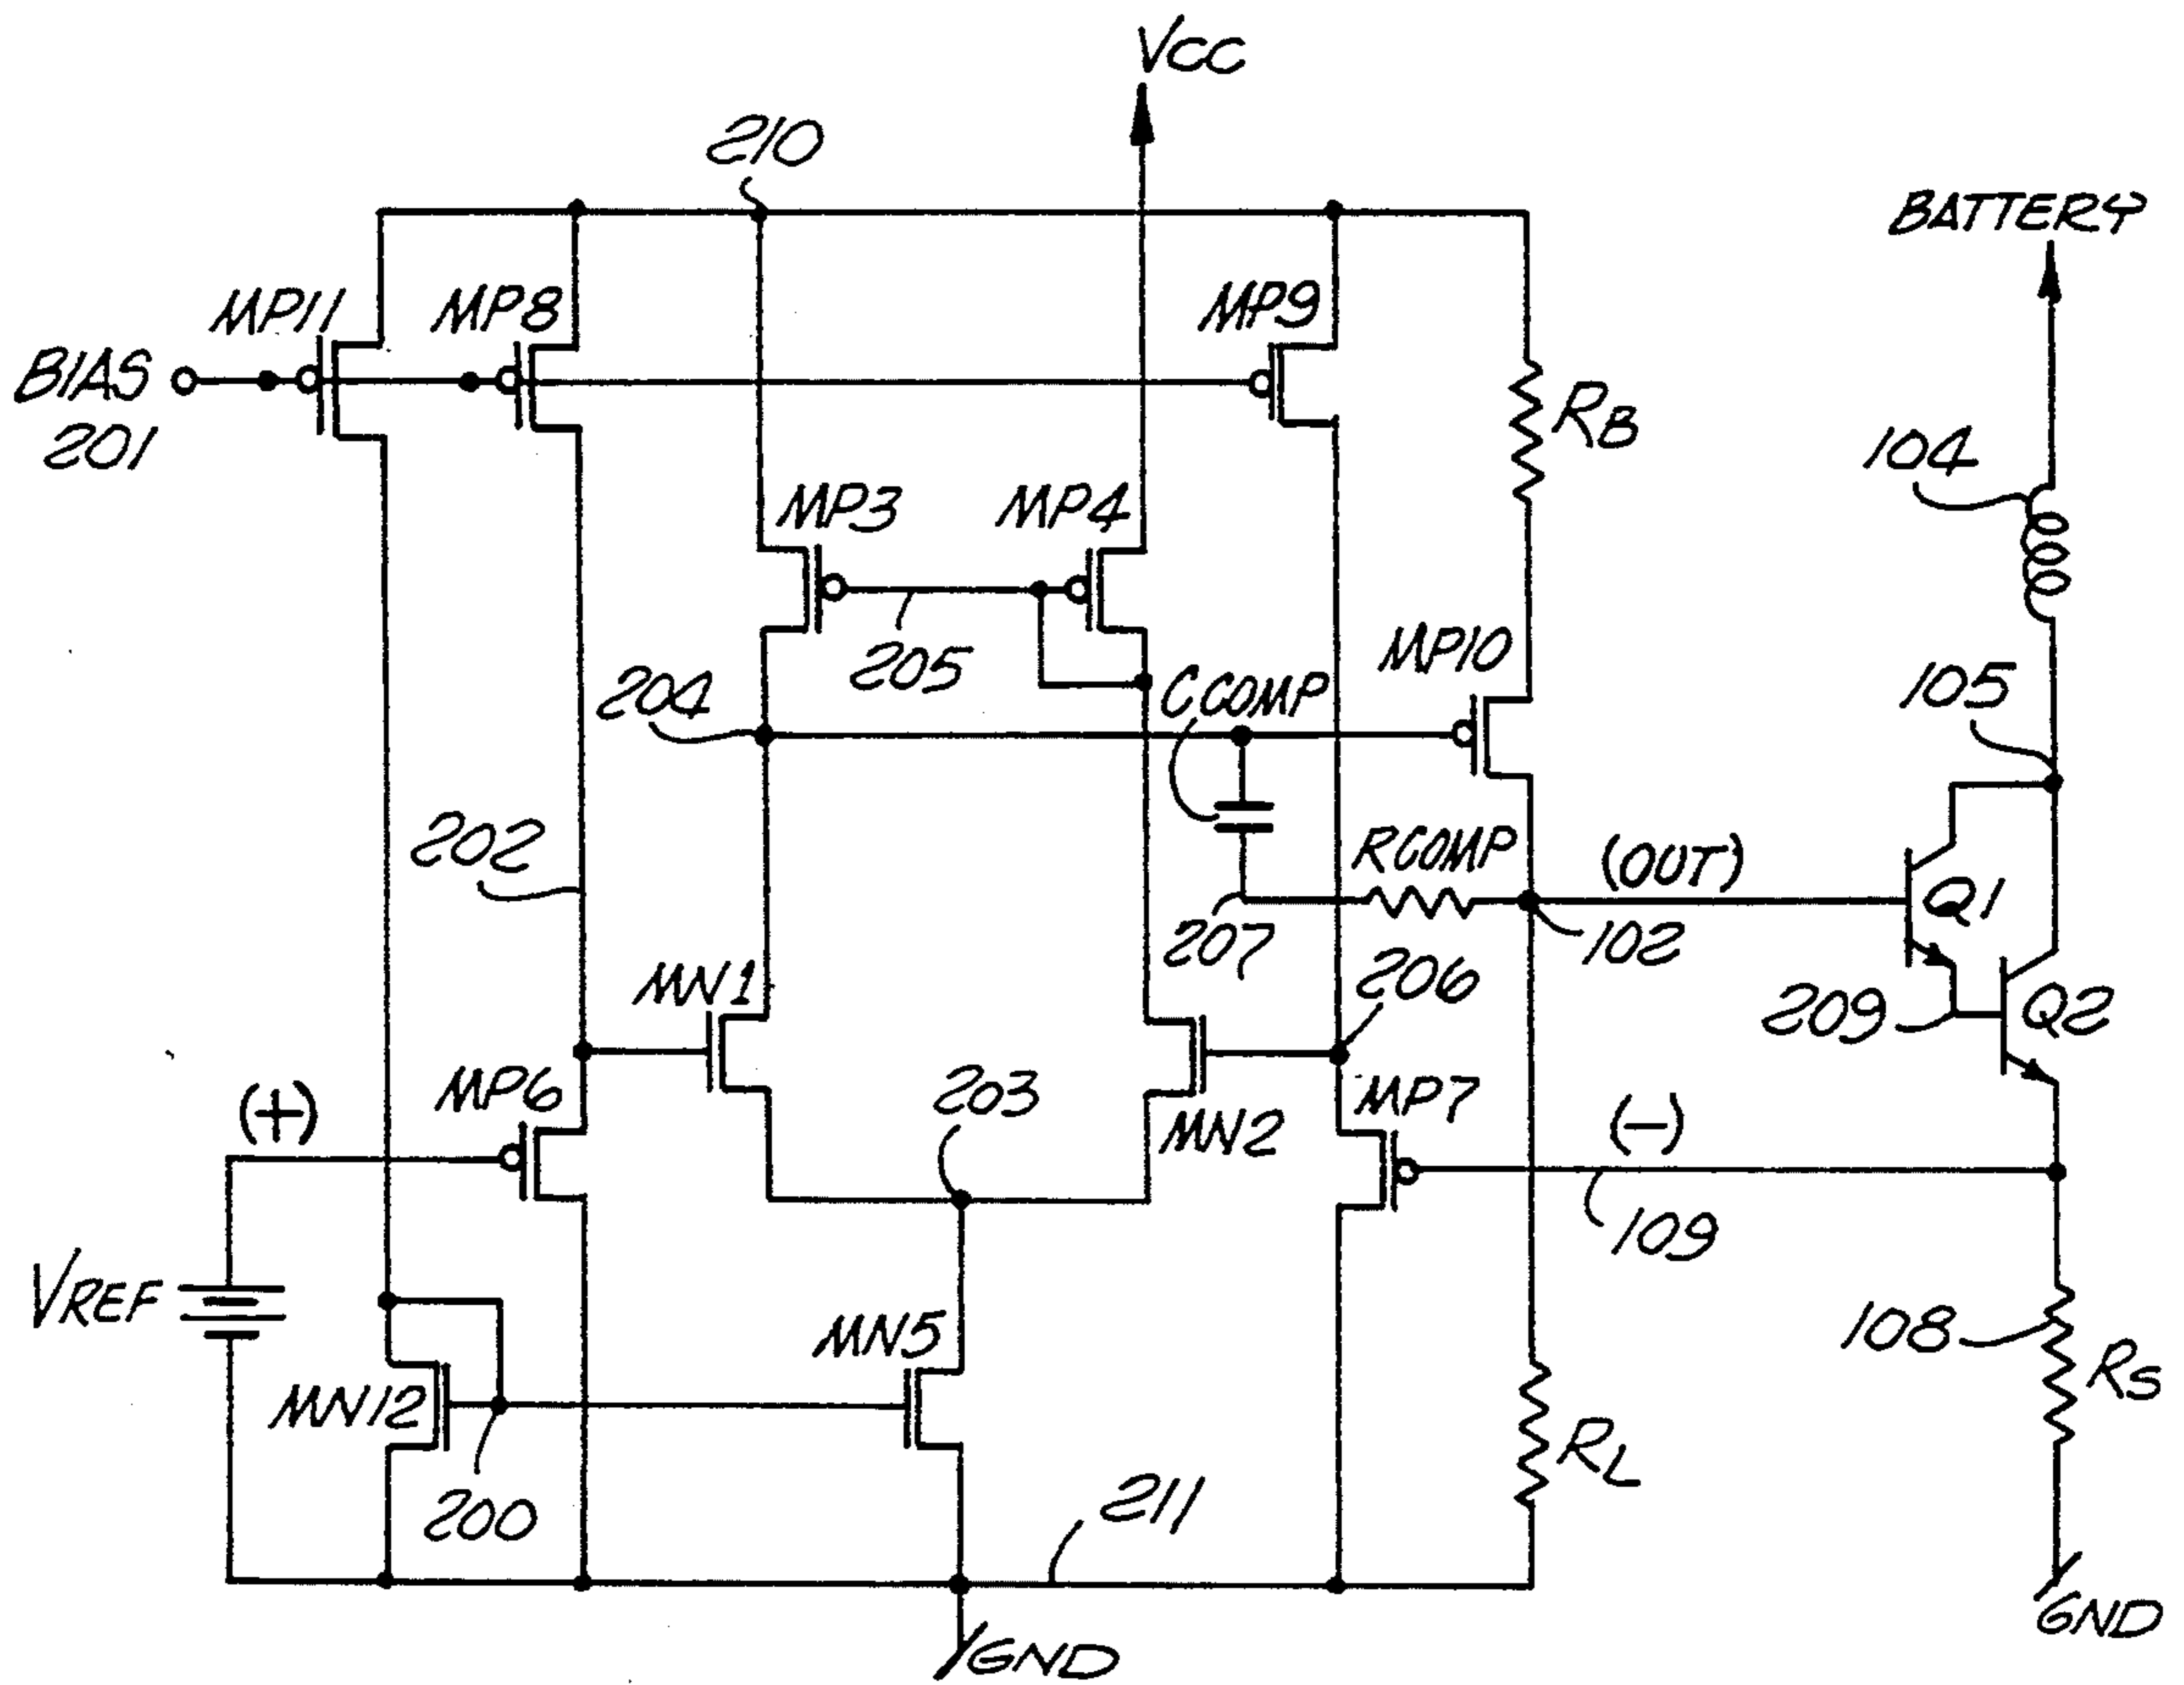 VCC
210
BATTERY
MP11
MP8
MP9
BIAS
201
RB
104
MP3
MP4
205
MP10
204
CCOMP
105
202
RCOMP
(OUT)
Q1
207
102
MN1
206
209
Q2
(+)
MP6
203
MN2
MP7
(-)
109
VREF
MN5
108
RS
MN12
200
211
RL
GND
GND